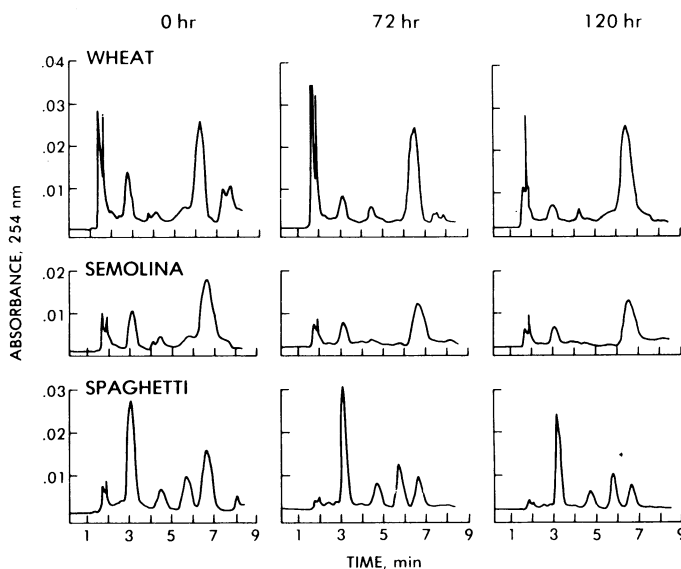 0 hr 72 hr 120 hr
WHEAT
.04
.03
.02
.01
SEMOLINA
.02
.01
SPAGHETTI
.03
.02
.01
ABSORBANCE, 254 nm
1 3 5 7 9 1 3 5 7 9 1 3 5 7 9
TIME, min